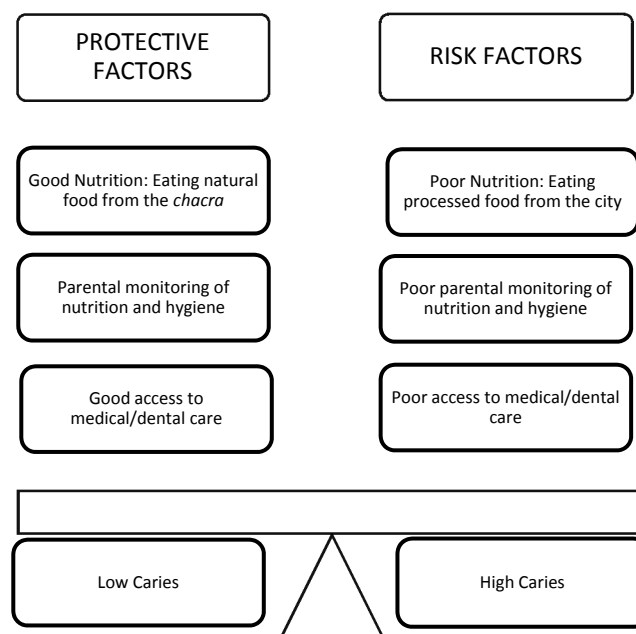 PROTECTIVE
FACTORS
RISK FACTORS
Good Nutrition: Eating natural
food from the chacra
Poor Nutrition: Eating
processed food from the city
Parental monitoring of
nutrition and hygiene
Poor parental monitoring of
nutrition and hygiene
Good access to
medical/dental care
Poor access to medical/dental
care
Low Caries
High Caries